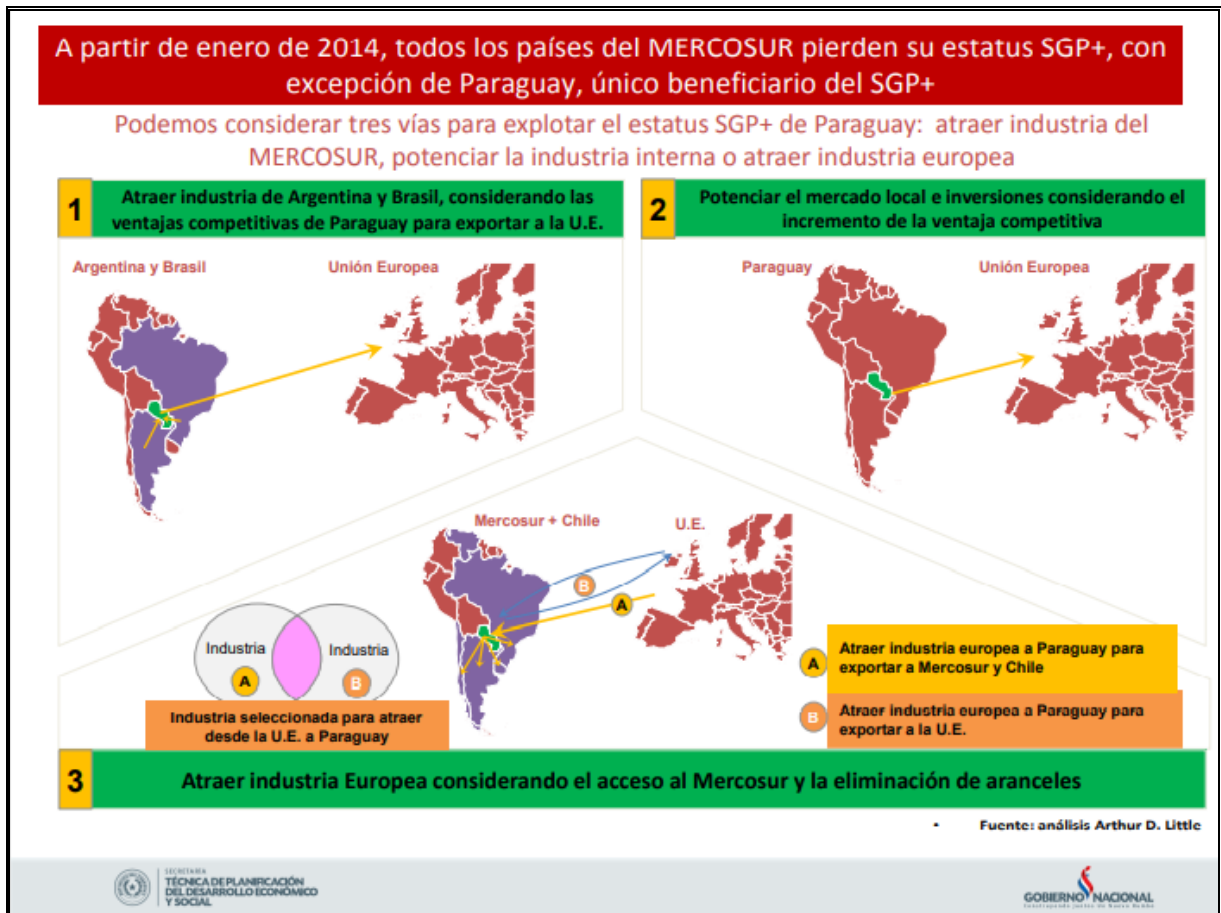 A partir de enero de 2014, todos los países del MERCOSUR pierden su estatus SGP+, con
excepción de Paraguay, único beneficiario del SGP+
Podemos considerar tres vías para explotar el estatus SGP+ de Paraguay: atraer industria del
MERCOSUR, potenciar la industria interna o atraer industria europea
1
Atraer industria de Argentina y Brasil, considerando las
ventajas competitivas de Paraguay para exportar a la U.E.
Argentina y Brasil
Unión Europea
2
Potenciar el mercado local e inversiones considerando el
incremento de la ventaja competitiva
Paraguay
Unión Europea
Mercosur + Chile
U.E.
B
A
Industria
A
Industria
B
Industria seleccionada para atraer
desde la U.E. a Paraguay
A
Atraer industria europea a Paraguay para
exportar a Mercosur y Chile
B
Atraer industria europea a Paraguay para
exportar a la U.E.
3
Atraer industria Europea considerando el acceso al Mercosur y la eliminación de aranceles
• Fuente: análisis Arthur D. Little
SECRETARÍA
TÉCNICA DE PLANIFICACIÓN
DEL DESARROLLO ECONÓMICO
Y SOCIAL
GOBIERNO NACIONAL